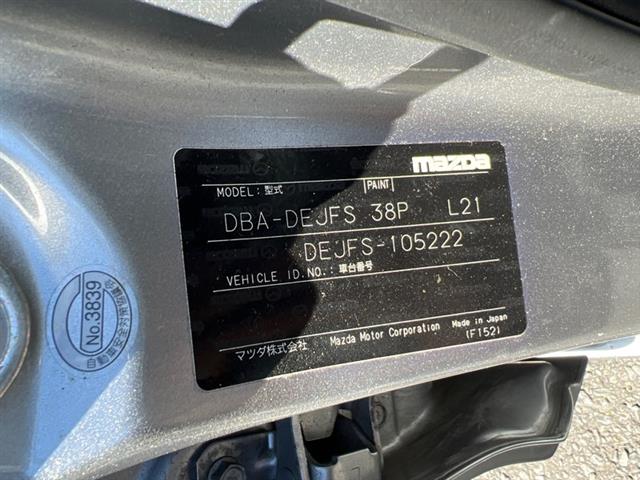 mazda
MODEL: 型式 PAINT
DBA-DEJFS 38P L21
DEJFS-105222
VEHICLE ID.NO.: 車台番号
マツダ株式会社 Mazda Motor Corporation Made in Japan
(F152)
No.3839